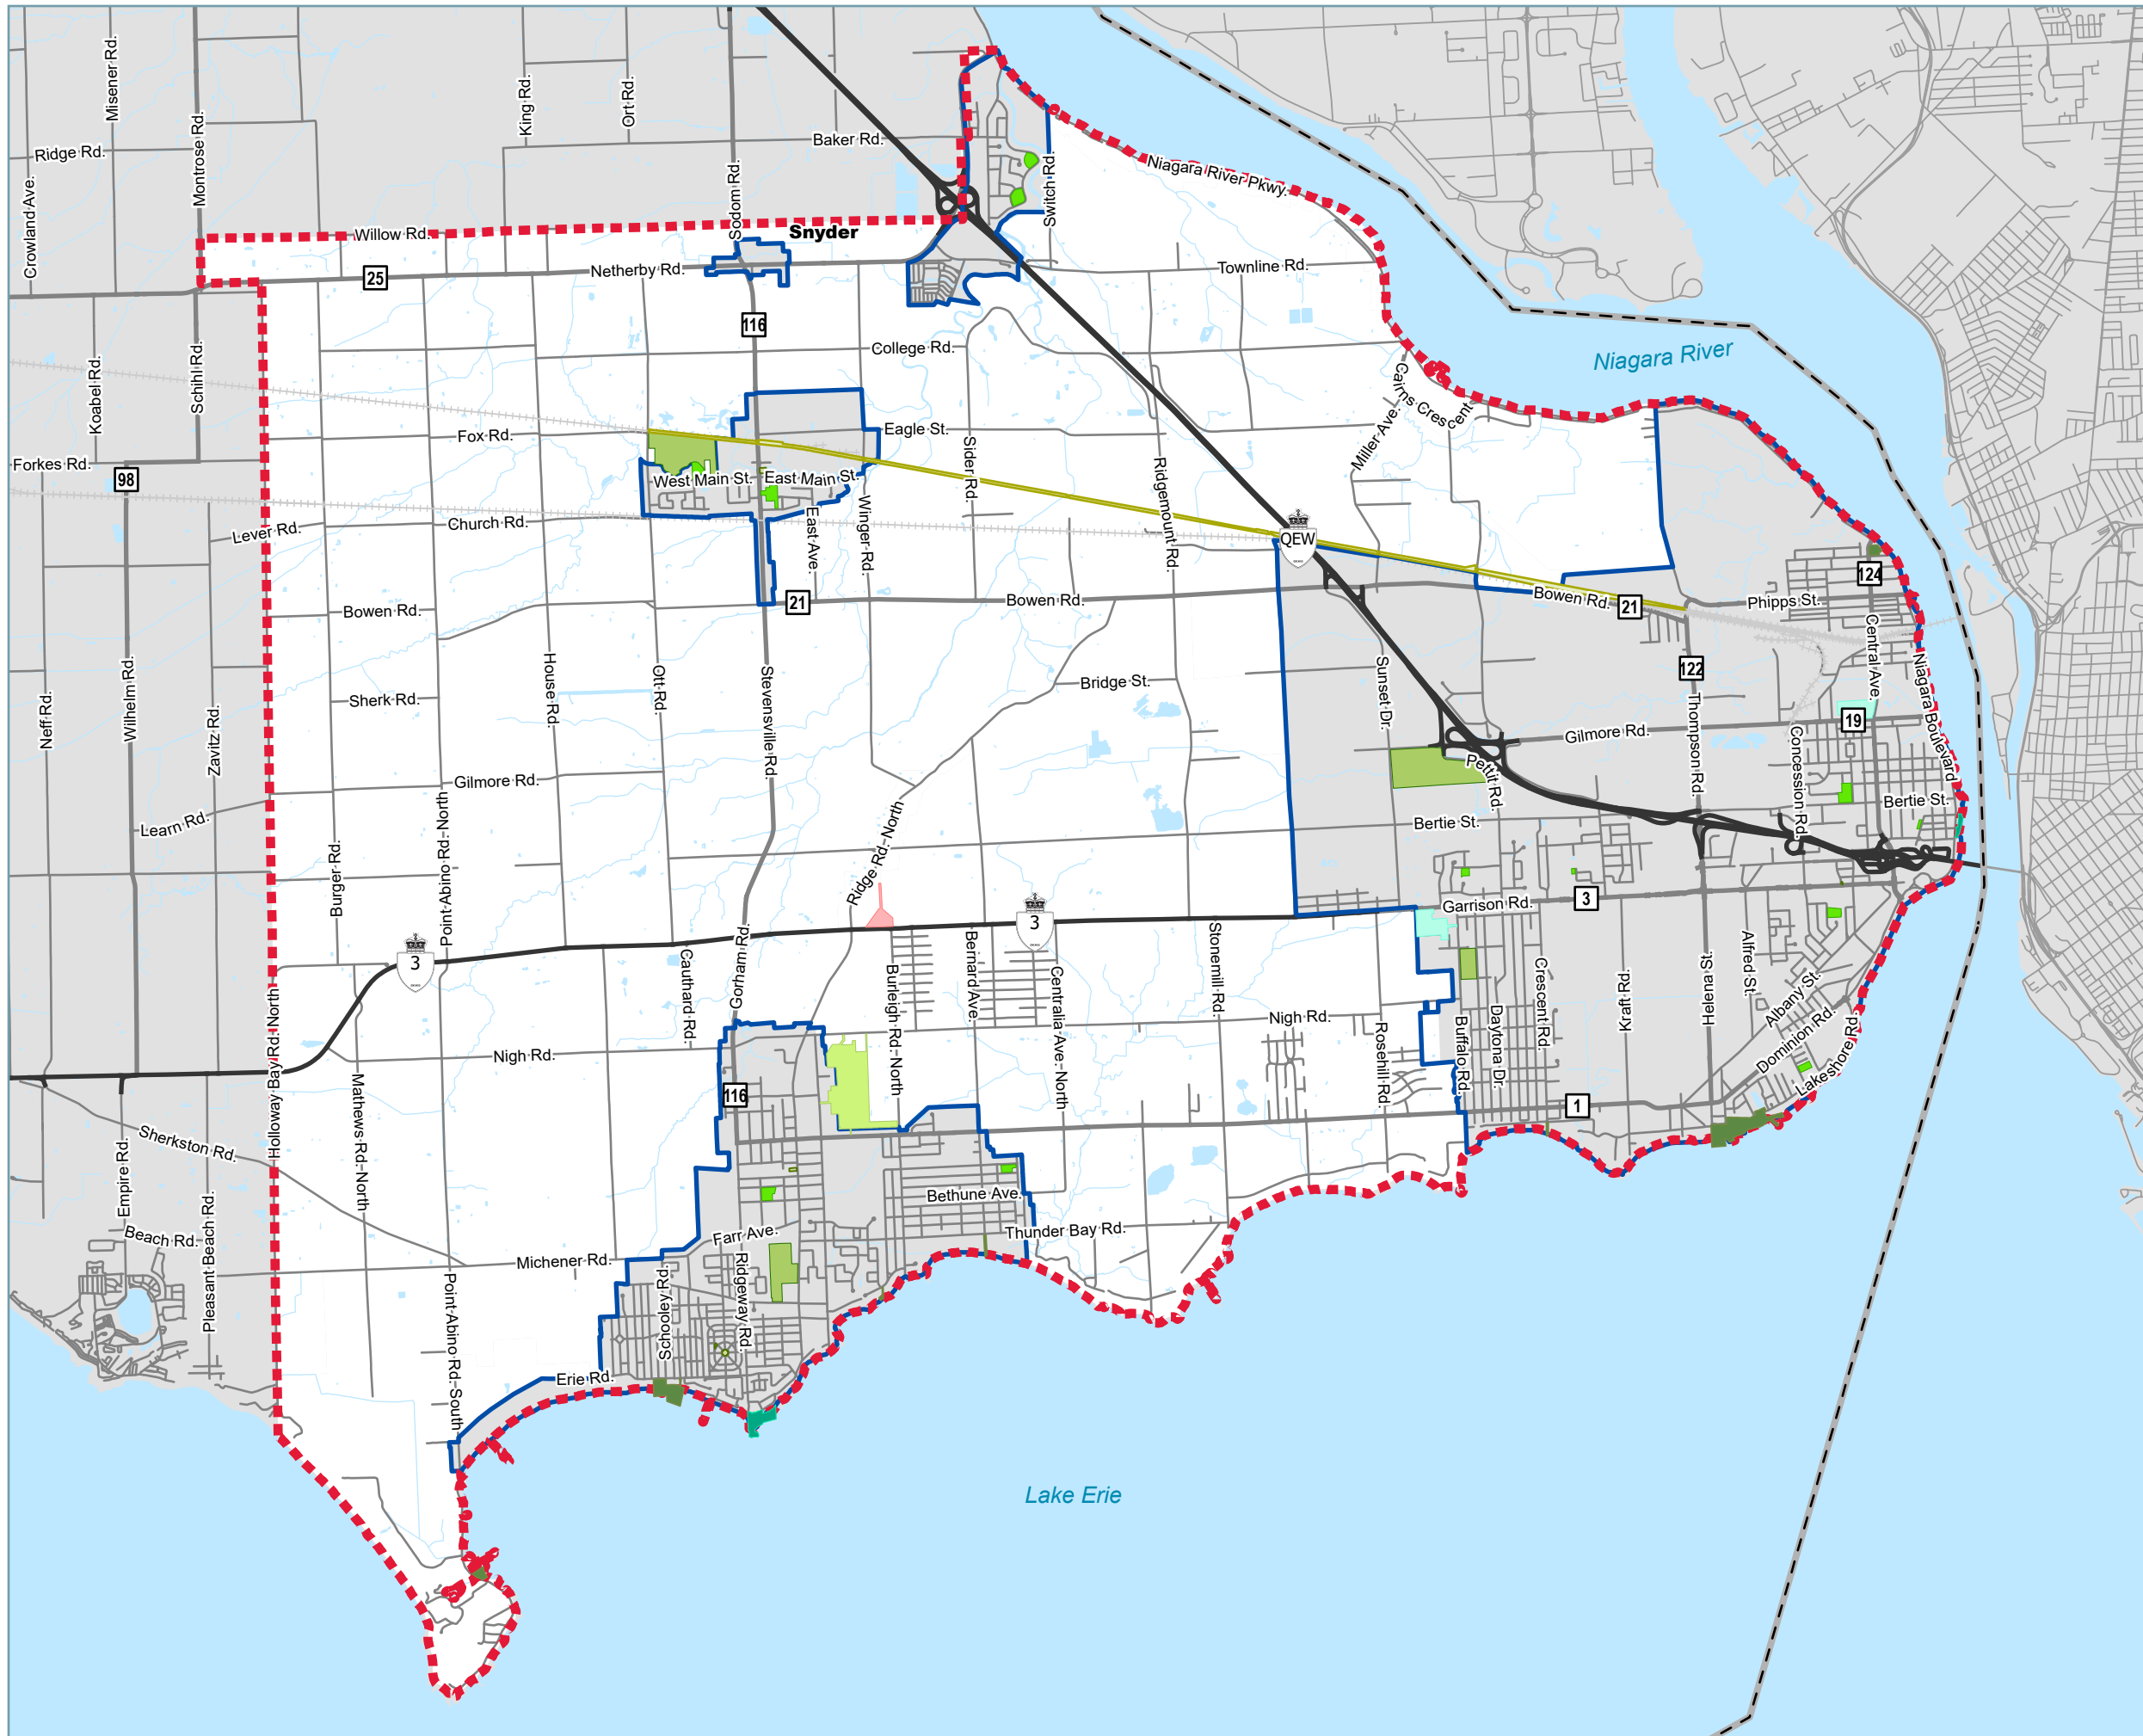 Misener Rd.
Ridge Rd.
Crowland Ave.
Montrose Rd.
King Rd.
Ort Rd.
Baker Rd.
Sodom Rd.
Switch Rd.
Niagara River Pkwy.
Willow Rd.
Snyder
Netherby Rd.
25
116
Townline Rd.
Niagara River
Koabel Rd.
Schihl Rd.
College Rd.
Cairns Crescent
Miller Ave.
Fox Rd.
Eagle St.
Forkes Rd.
98
West Main St.
East Main St.
Sider Rd.
Ridgemount Rd.
Lever Rd.
Church Rd.
East Ave.
Winger Rd.
QEW
124
Bowen Rd.
21
Bowen Rd.
Bowen Rd.
21
Phipps St.
Central Ave.
Niagara Boulevard
Neff Rd.
Wilhelm Rd.
Zavitz Rd.
Sherk Rd.
House Rd.
Ott Rd.
Stevensville Rd.
Bridge St.
Sunset Dr.
122
Thompson Rd.
19
Gilmore Rd.
Concession Rd.
Gilmore Rd.
Pettit Rd.
Bertie St.
Bertie St.
Learn Rd.
Burger Rd.
Point Abino Rd. North
Ridge Rd. North
Garrison Rd.
3
3
3
Holloway Bay Rd. North
Cauthard Rd.
Gorham Rd.
Burleigh Rd. North
Bernard Ave.
Centralia Ave. North
Stonemill Rd.
Crescent Rd.
Kraft Rd.
Helena St.
Alfred St.
Albany St.
Dominion Rd.
Lakeshore Rd.
Nigh Rd.
Nigh Rd.
Rosehill Rd.
Buffalo Rd.
Daytona Dr.
116
1
Mathews Rd. North
Sherkston Rd.
Empire Rd.
Pleasant Beach Rd.
Beach Rd.
Bethune Ave.
Thunder Bay Rd.
Farr Ave.
Michener Rd.
Point Abino Rd. South
Schooley Rd.
Ridgeway Rd.
Erie Rd.
Lake Erie